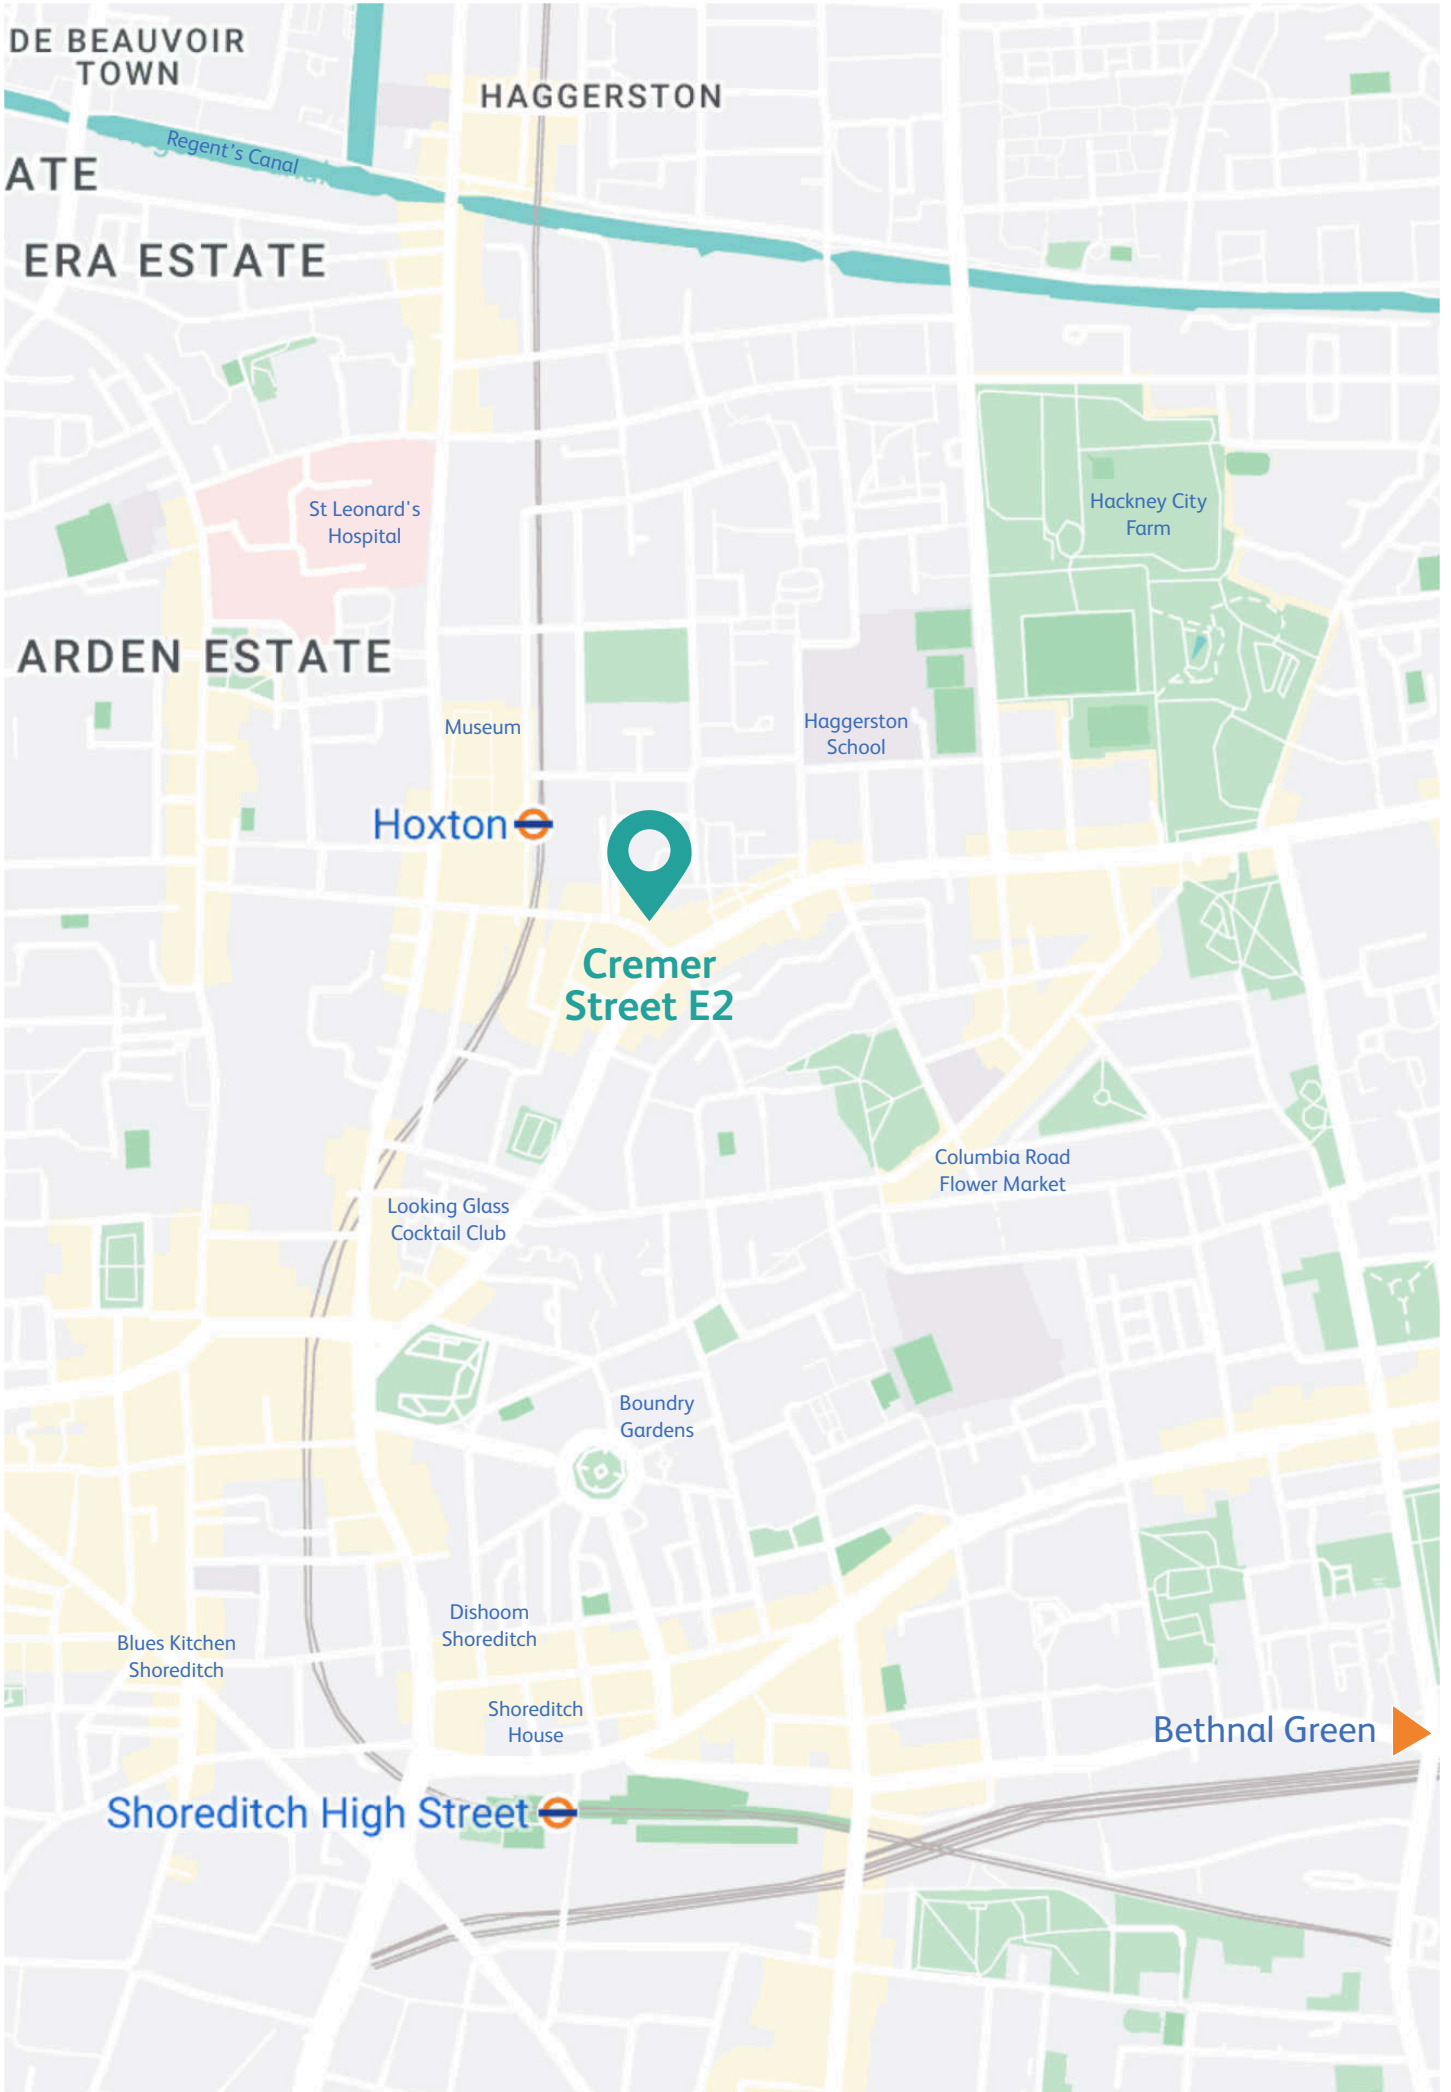 DE BEAUVOIR
TOWN
HAGGERSTON
Regent's Canal
ATE
ERA ESTATE
St Leonard's
Hospital
Hackney City
Farm
ARDEN ESTATE
Museum
Haggerston
School
Hoxton
Cremer
Street E2
Columbia Road
Flower Market
Looking Glass
Cocktail Club
Boundry
Gardens
Dishoom
Shoreditch
Blues Kitchen
Shoreditch
Shoreditch
House
Bethnal Green
Shoreditch High Street